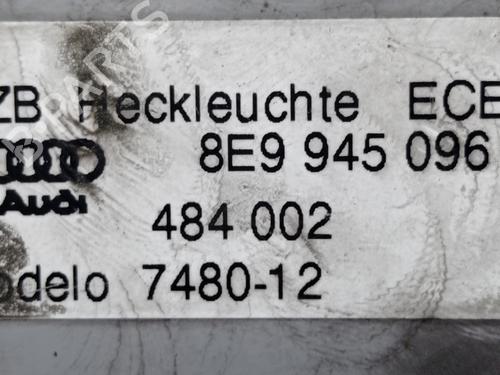 ZB Heckleuchte ECE
8E9 945 096
Audi
484 002
odelo 7480-12